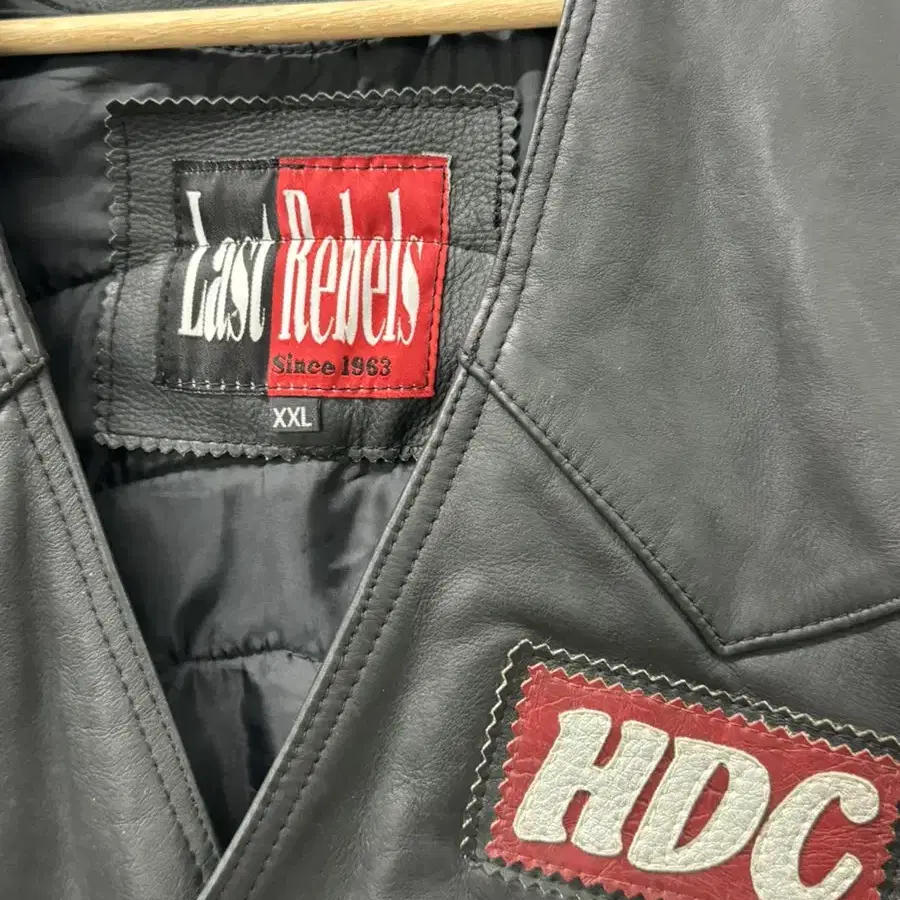 Last Rebels
Since 1963
XXL
HDC